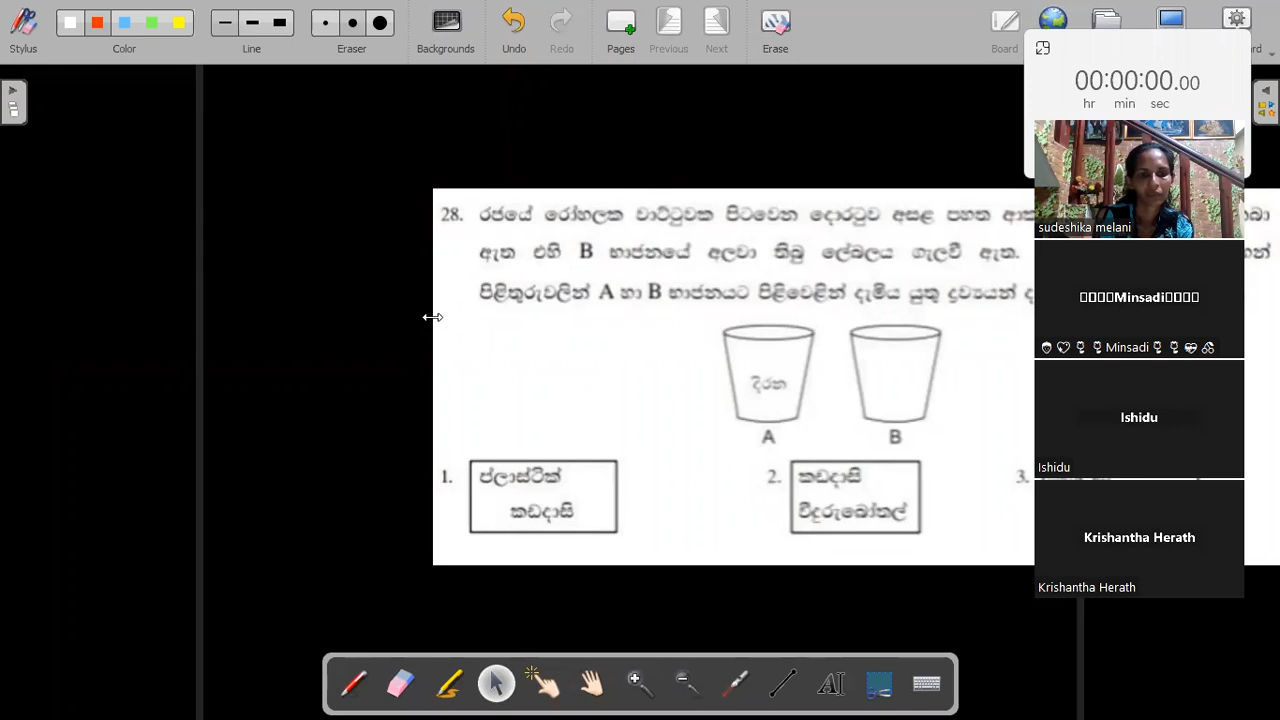 Stylus
Color
Line
Eraser
Backgrounds
Undo
Redo
Pages
Previous
Next
Erase
Board
00:00:00.00
hr min sec
sudeshika melani
Minsadi
Minsadi
Ishidu
Ishidu
Krishantha Herath
Krishantha Herath
28. රජයේ රෝහලක වාට්ටුවක පිටවෙන දොරටුව අසළ පහත
ඇත එහි B භාජනයේ අලවා තිබු ලේබලය ගැලවී ඇත.
පිළිතුරුවලින් A හා B භාජනයට පිළිවෙළින් දැමිය යුතු ද්‍රව්‍යයන්
දිරන
A B
1. ප්ලාස්ටික් කඩදාසි
2. කඩදාසි වීදුරුබෝතල්
3.